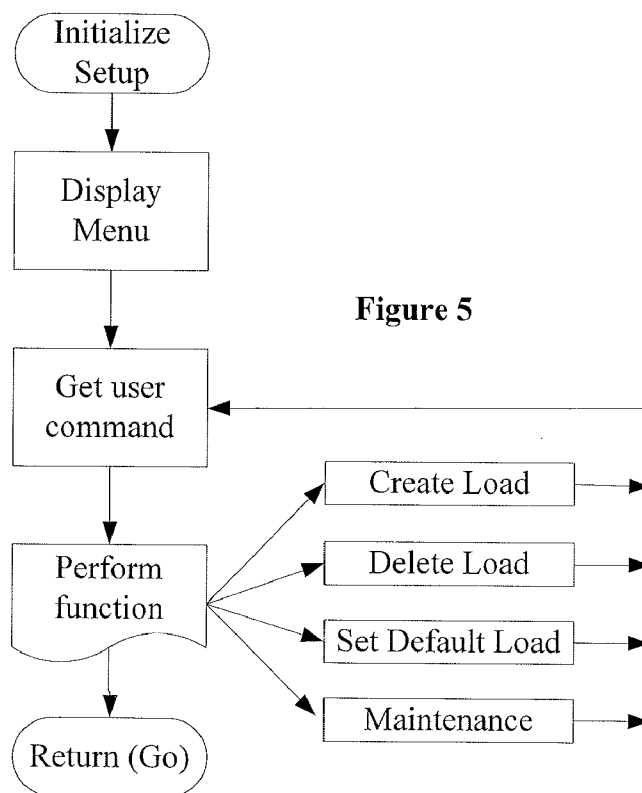 Initialize
Setup
Display
Menu
Figure 5
Get user
command
Create Load
Perform
function
Delete Load
Set Default Load
Maintenance
Return (Go)